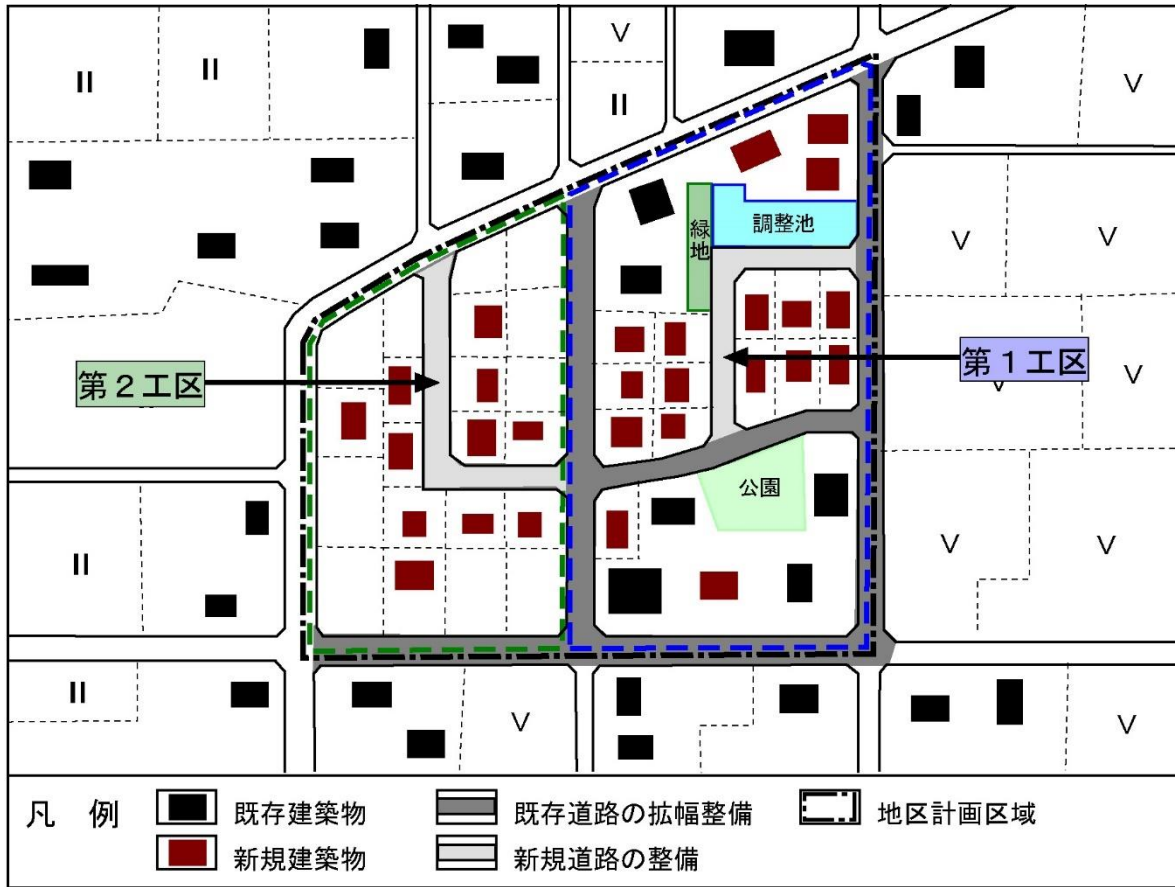 V
II
II
V
II
緑地
調整池
V
V
第1工区
V
V
第2工区
公園
V
V
II
II
V
V
凡 例
既存建築物
既存道路の拡幅整備
地区計画区域
新規建築物
新規道路の整備